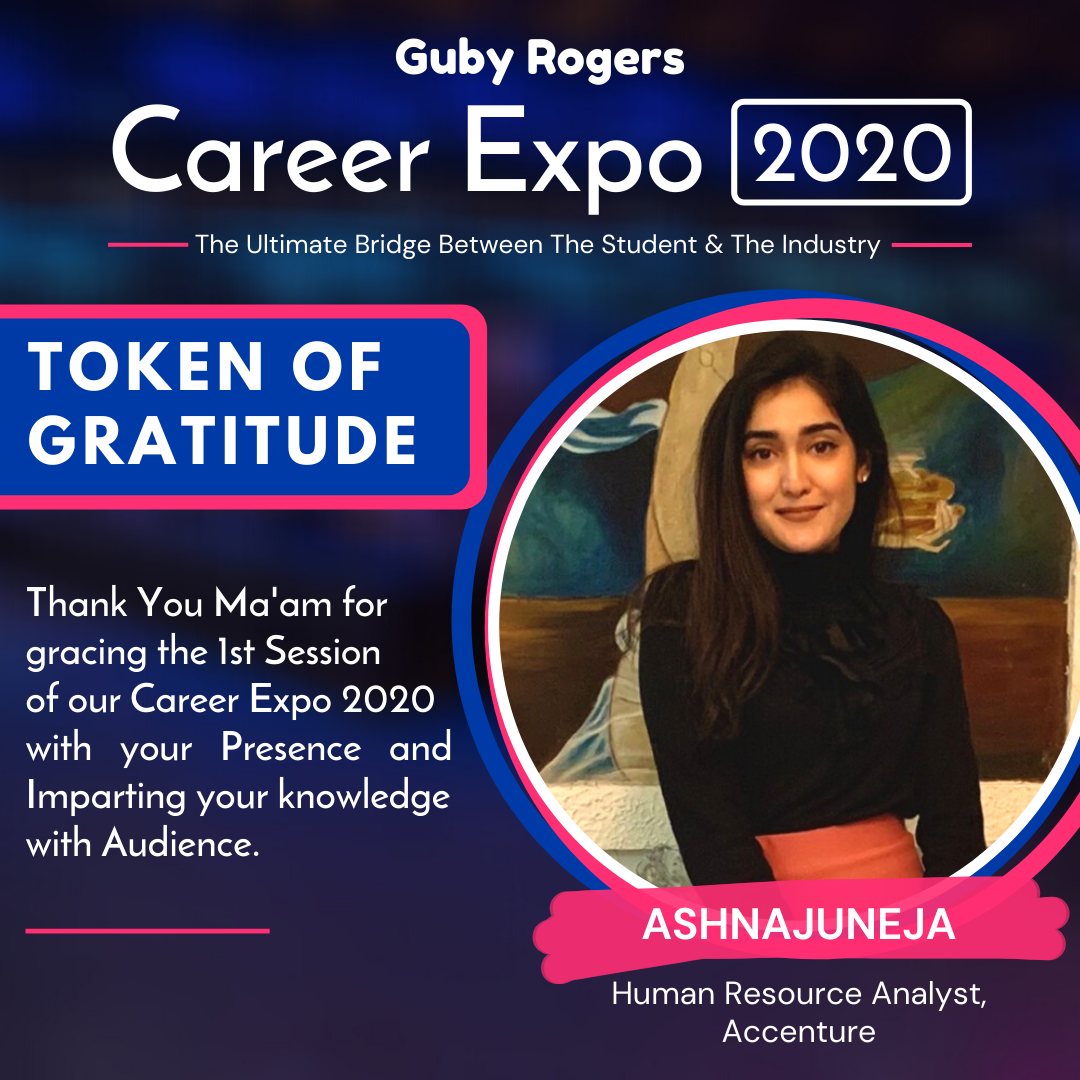 Guby Rogers
Career Expo 2020
The Ultimate Bridge Between The Student & The Industry
TOKEN OF
GRATITUDE
Thank You Ma'am for
gracing the 1st Session
of our Career Expo 2020
with your Presence and
Imparting your knowledge
with Audience.
ASHNAJUNEJA
Human Resource Analyst,
Accenture